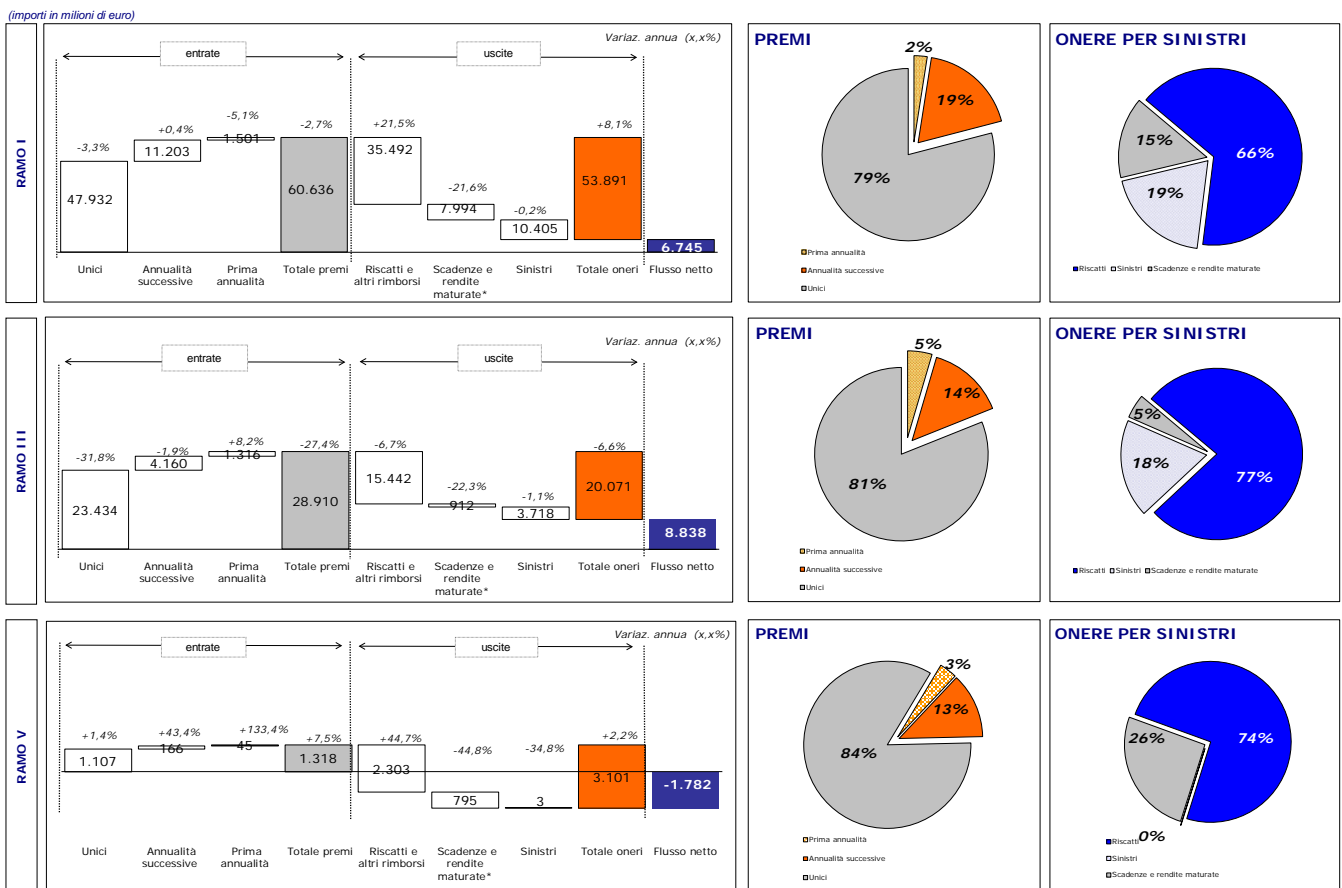 (importi in milioni di euro)
RAMO I
Variaz. annua (x,x%)
entrate
uscite
-3,3%
+0,4%
-5,1%
-2,7%
+21,5%
-21,6%
-0,2%
+8,1%
47.932
11.203
1.501
60.636
35.492
7.994
10.405
53.891
6.745
Unici
Annualità
successive
Prima
annualità
Totale premi
Riscatti e
altri rimborsi
Scadenze e
rendite
maturate*
Sinistri
Totale oneri
Flusso netto
PREMI
2%
19%
79%
Prima annualità
Annualità successive
Unici
ONERE PER SINISTRI
66%
15%
19%
Riscatti
Sinistri
Scadenze e rendite maturate
RAMO III
Variaz. annua (x,x%)
entrate
uscite
-31,8%
-1,9%
+8,2%
-27,4%
-6,7%
-22,3%
-1,1%
-6,6%
23.434
4.160
1.316
28.910
15.442
912
3.718
20.071
8.838
Unici
Annualità
successive
Prima
annualità
Totale premi
Riscatti e
altri rimborsi
Scadenze e
rendite
maturate*
Sinistri
Totale oneri
Flusso netto
PREMI
5%
14%
81%
Prima annualità
Annualità successive
Unici
ONERE PER SINISTRI
5%
18%
77%
Riscatti
Sinistri
Scadenze e rendite maturate
RAMO V
Variaz. annua (x,x%)
entrate
uscite
+1,4%
+43,4%
+133,4%
+7,5%
+44,7%
-44,8%
-34,8%
+2,2%
1.107
166
45
1.318
2.303
795
3
3.101
-1.782
Unici
Annualità
successive
Prima
annualità
Totale premi
Riscatti e
altri rimborsi
Scadenze e
rendite
maturate*
Sinistri
Totale oneri
Flusso netto
PREMI
3%
13%
84%
Prima annualità
Annualità successive
Unici
ONERE PER SINISTRI
26%
74%
0%
Riscatti
Sinistri
Scadenze e rendite maturate